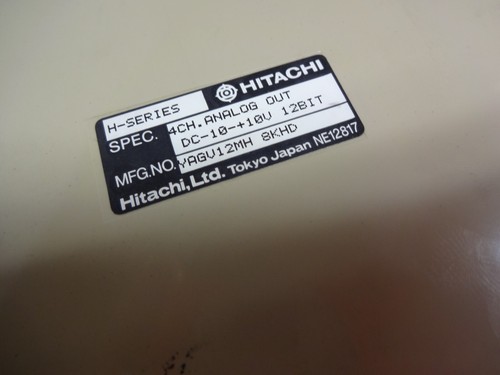 H-SERIES HITACHI
SPEC. 4CH.ANALOG OUT
DC-10-+10V 12BIT
MFG.NO. YAGV12MH 8KHD
Hitachi,Ltd. Tokyo Japan NE12817